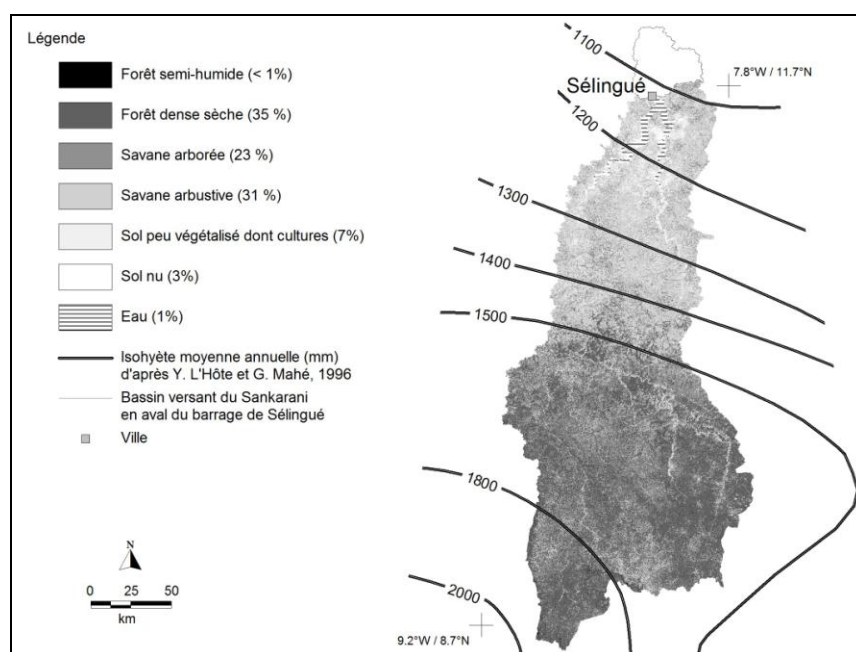 Légende
Forêt semi-humide (< 1%)
Forêt dense sèche (35 %)
Savane arborée (23 %)
Savane arbustive (31 %)
Sol peu végétalisé dont cultures (7%)
Sol nu (3%)
Eau (1%)
Isohyète moyenne annuelle (mm)
d'après Y. L'Hôte et G. Mahé, 1996
Bassin versant du Sankarani
en aval du barrage de Sélingué
Ville
N
0 25 50
km
1100
7.8°W / 11.7°N
Sélingué
1200
1300
1400
1500
1800
2000
9.2°W / 8.7°N